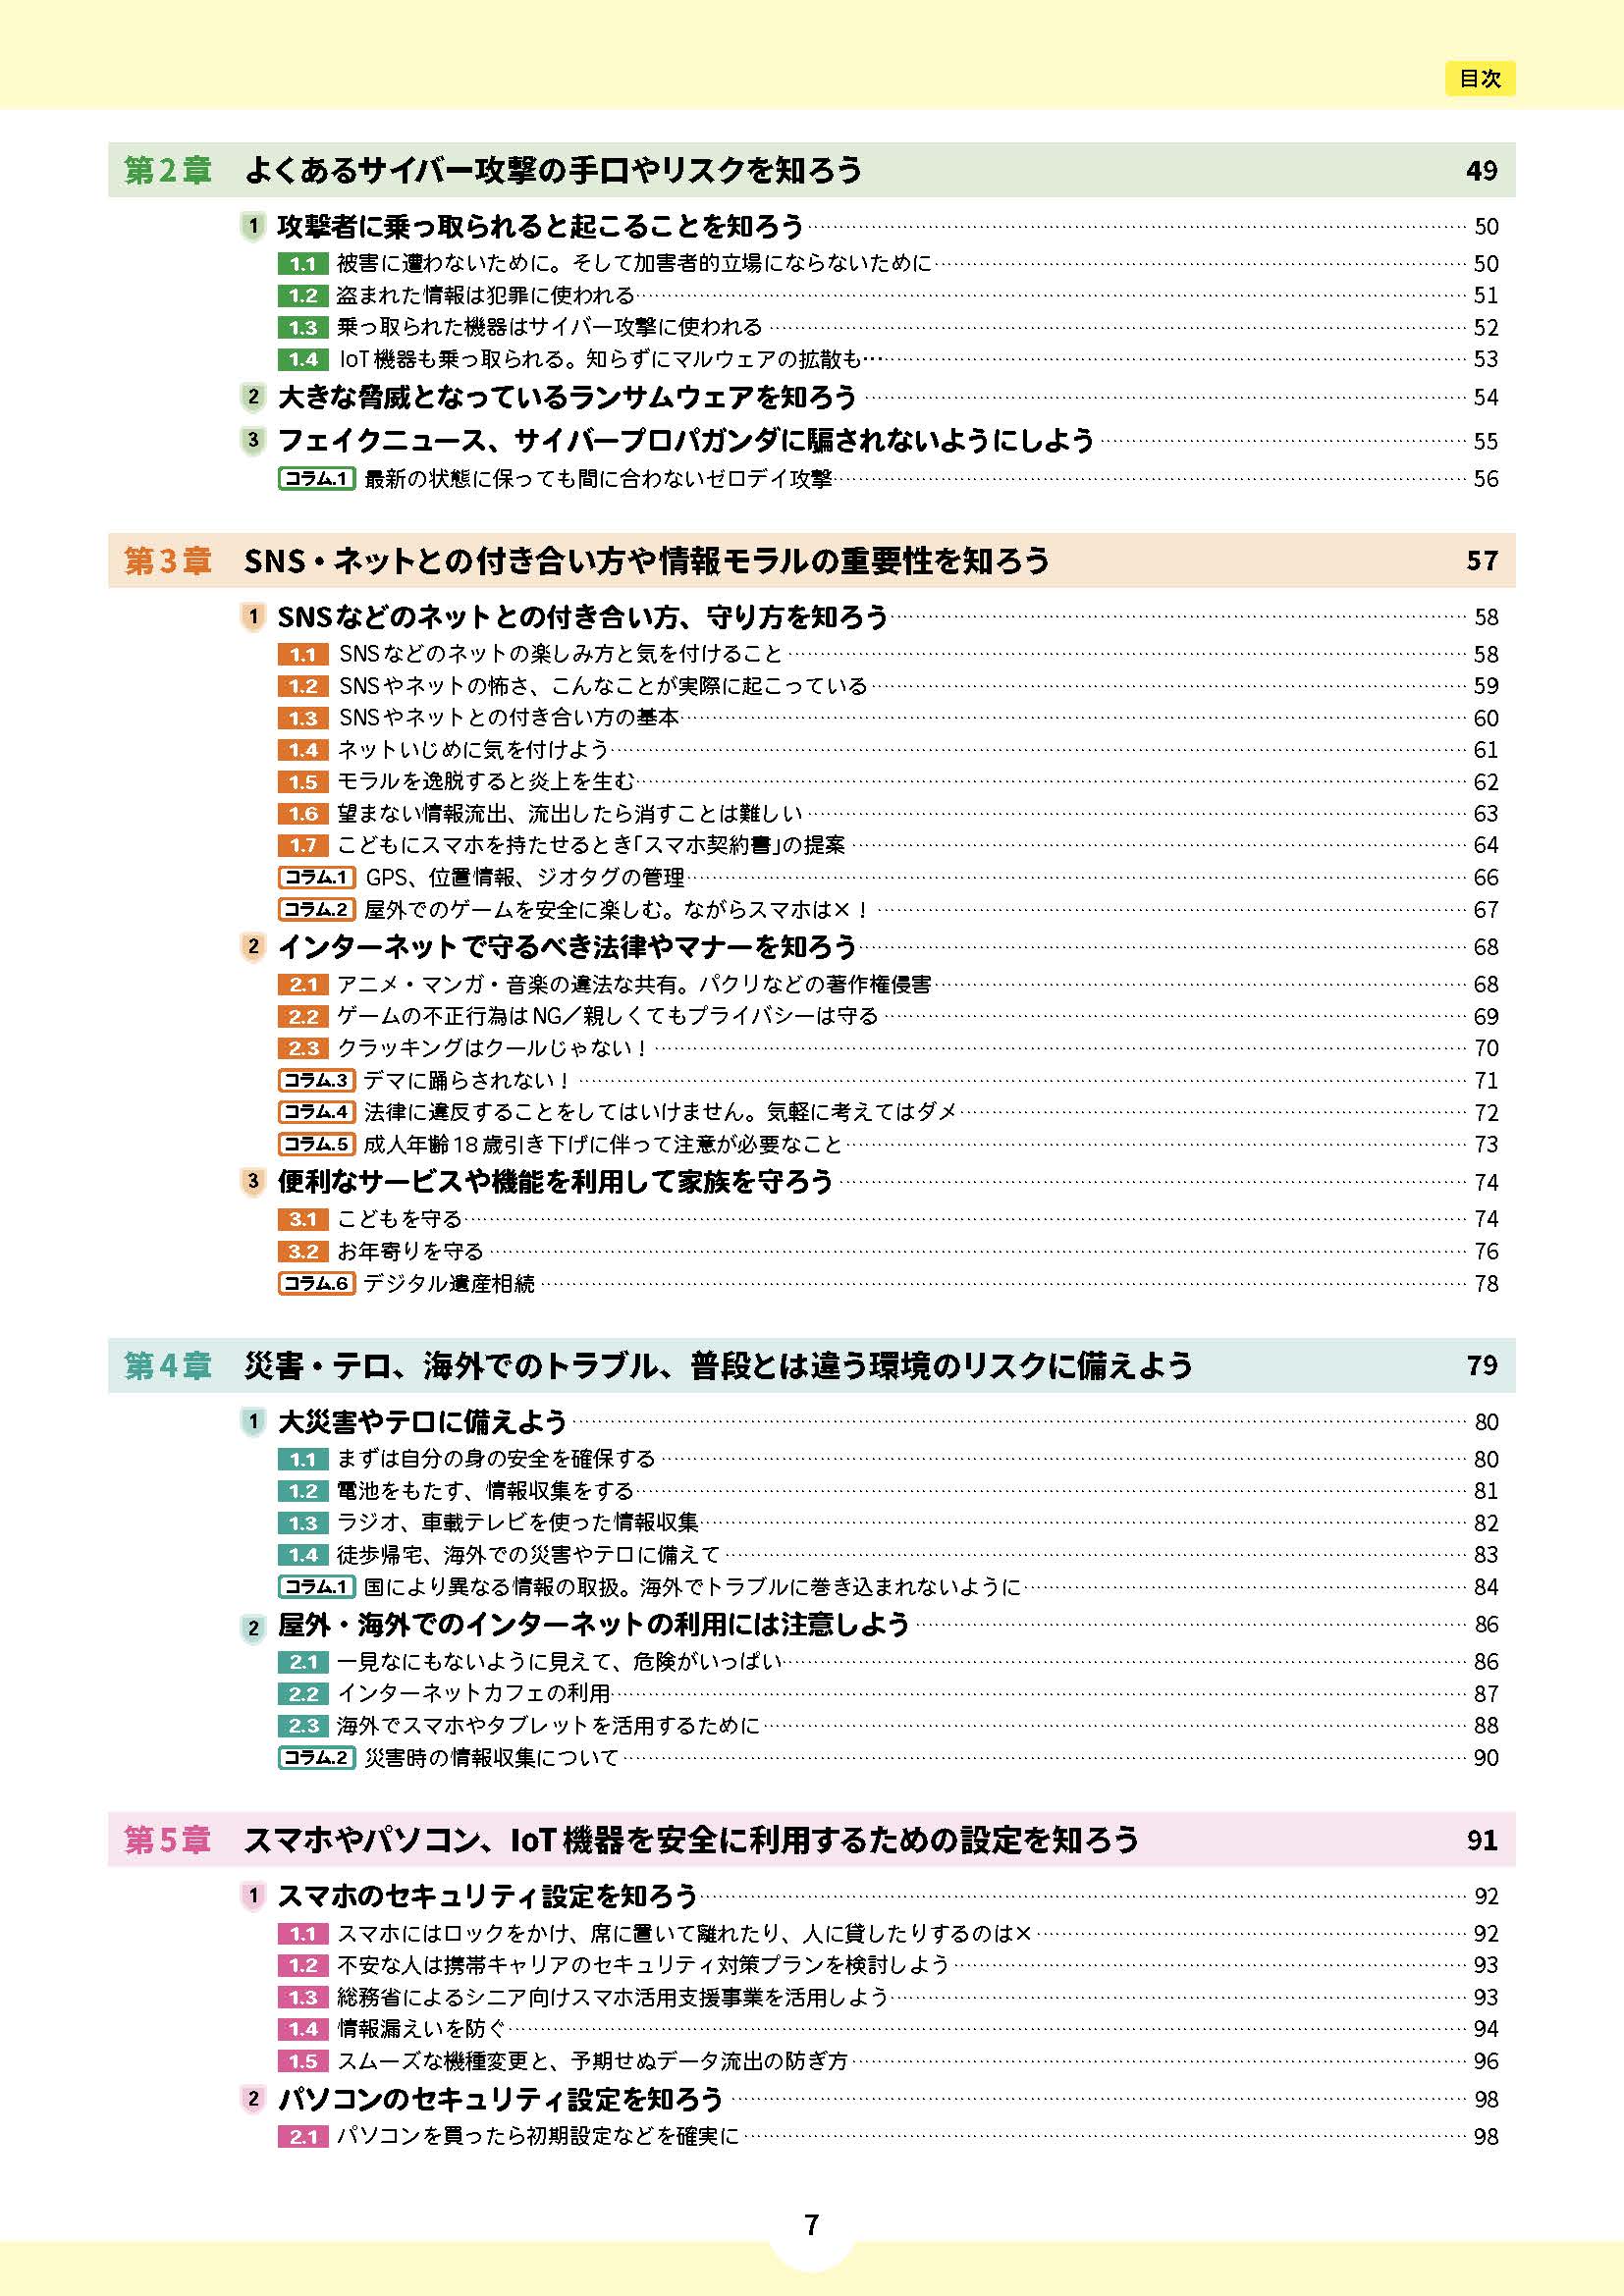 目次
第2章 よくあるサイバー攻撃の手口やリスクを知ろう 49
1 攻撃者に乗っ取られると起こることを知ろう 50
1.1 被害に遭わないために。そして加害者的立場にならないために 50
1.2 盗まれた情報は犯罪に使われる 51
1.3 乗っ取られた機器はサイバー攻撃に使われる 52
1.4 IoT機器も乗っ取られる。知らずにマルウェアの拡散も… 53
2 大きな脅威となっているランサムウェアを知ろう 54
3 フェイクニュース、サイバープロパガンダに騙されないようにしよう 55
コラム.1 最新の状態に保っても間に合わないゼロデイ攻撃 56
第3章 SNS・ネットとの付き合い方や情報モラルの重要性を知ろう 57
1 SNSなどのネットとの付き合い方、守り方を知ろう 58
1.1 SNSなどのネットの楽しみ方と気を付けること 58
1.2 SNSやネットの怖さ、こんなことが実際に起こっている 59
1.3 SNSやネットとの付き合い方の基本 60
1.4 ネットいじめに気を付けよう 61
1.5 モラルを逸脱すると炎上を生む 62
1.6 望まない情報流出、流出したら消すことは難しい 63
1.7 こどもにスマホを持たせるとき「スマホ契約書」の提案 64
コラム.1 GPS、位置情報、ジオタグの管理 66
コラム.2 屋外でのゲームを安全に楽しむ。ながらスマホは×！ 67
2 インターネットで守るべき法律やマナーを知ろう 68
2.1 アニメ・マンガ・音楽の違法な共有。パクリなどの著作権侵害 68
2.2 ゲームの不正行為はNG／親しくてもプライバシーは守る 69
2.3 クラッキングはクールじゃない！ 70
コラム.3 デマに踊らされない！ 71
コラム.4 法律に違反することをしてはいけません。気軽に考えてはダメ 72
コラム.5 成人年齢18歳引き下げに伴って注意が必要なこと 73
3 便利なサービスや機能を利用して家族を守ろう 74
3.1 こどもを守る 74
3.2 お年寄りを守る 76
コラム.6 デジタル遺産相続 78
第4章 災害・テロ、海外でのトラブル、普段とは違う環境のリスクに備えよう 79
1 大災害やテロに備えよう 80
1.1 まずは自分の身の安全を確保する 80
1.2 電池をもたす、情報収集をする 81
1.3 ラジオ、車載テレビを使った情報収集 82
1.4 徒歩帰宅、海外での災害やテロに備えて 83
コラム.1 国により異なる情報の取扱。海外でトラブルに巻き込まれないように 84
2 屋外・海外でのインターネットの利用には注意しよう 86
2.1 一見なにもないように見えて、危険がいっぱい 86
2.2 インターネットカフェの利用 87
2.3 海外でスマホやタブレットを活用するために 88
コラム.2 災害時の情報収集について 90
第5章 スマホやパソコン、IoT機器を安全に利用するための設定を知ろう 91
1 スマホのセキュリティ設定を知ろう 92
1.1 スマホにはロックをかけ、席に置いて離れたり、人に貸したりするのは× 92
1.2 不安な人は携帯キャリアのセキュリティ対策プランを検討しよう 93
1.3 総務省によるシニア向けスマホ活用支援事業を活用しよう 93
1.4 情報漏えいを防ぐ 94
1.5 スムーズな機種変更と、予期せぬデータ流出の防ぎ方 96
2 パソコンのセキュリティ設定を知ろう 98
2.1 パソコンを買ったら初期設定などを確実に 98
7